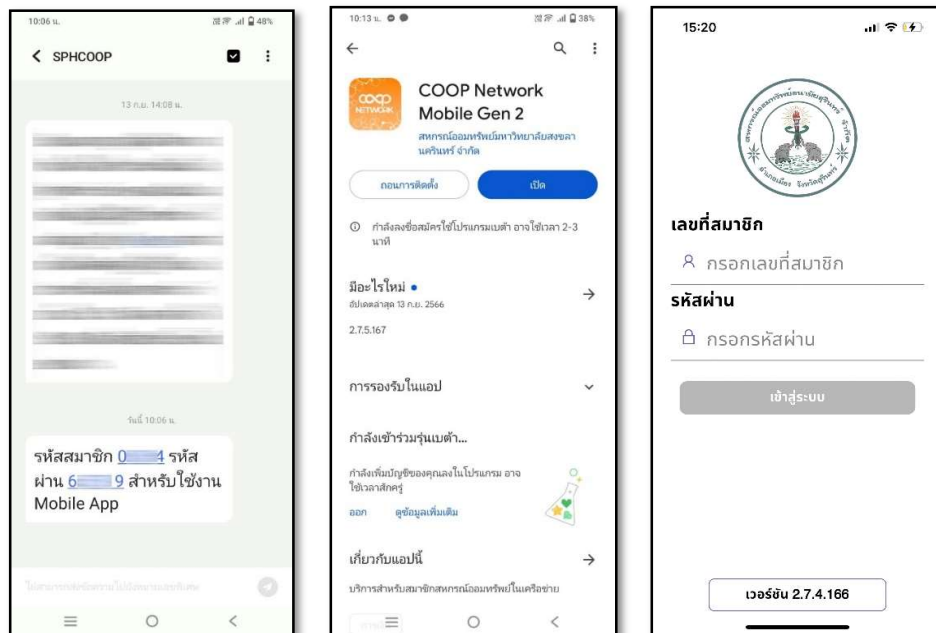 10:06 น.
48%
SPHCOOP
13 ก.ย. 14:08 น.
วันนี้ 10:06 น.
รหัสสมาชิก 0 4 รหัส
ผ่าน 6 9 สำหรับใช้งาน
Mobile App
10:13 น.
38%
coop
NETWORK
COOP Network
Mobile Gen 2
สหกรณ์ออมทรัพย์มหาวิทยาลัยสงขลา
นครินทร์ จำกัด
ถอนการติดตั้ง
เปิด
กำลังลงชื่อสมัครใช้โปรแกรมเบต้า อาจใช้เวลา 2-3
นาที
มีอะไรใหม่
อัปเดตล่าสุด 13 ก.ย. 2566
2.7.5.167
การรองรับในแอป
กำลังเข้าร่วมรุ่นเบต้า...
กำลังเพิ่มบัญชีของคุณลงในโปรแกรม อาจ
ใช้เวลาสักครู่
ออก
ดูข้อมูลเพิ่มเติม
เกี่ยวกับแอปนี้
บริการสำหรับสมาชิกสหกรณ์ออมทรัพย์ในเครือข่าย
15:20
เลขที่สมาชิก
กรอกเลขที่สมาชิก
รหัสผ่าน
กรอกรหัสผ่าน
เข้าสู่ระบบ
เวอร์ชัน 2.7.4.166